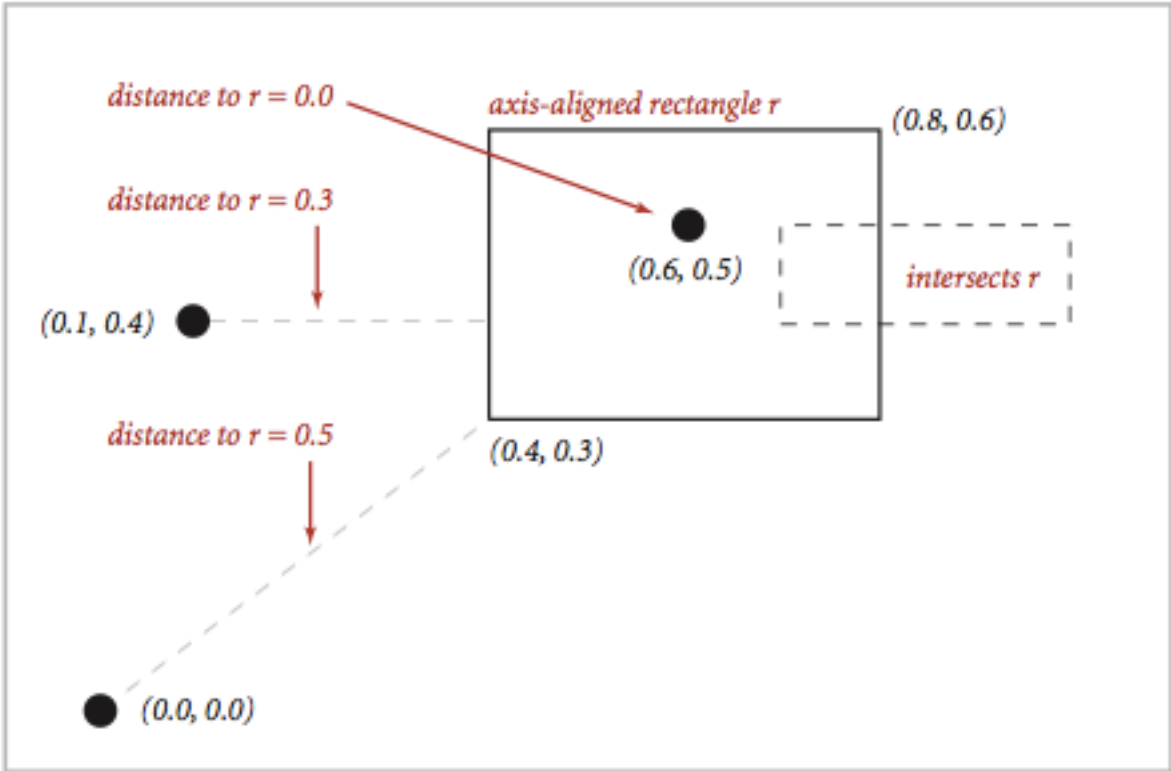 distance to r = 0.0
axis-aligned rectangle r
(0.8, 0.6)
distance to r = 0.3
(0.6, 0.5)
intersects r
(0.1, 0.4)
distance to r = 0.5
(0.4, 0.3)
(0.0, 0.0)